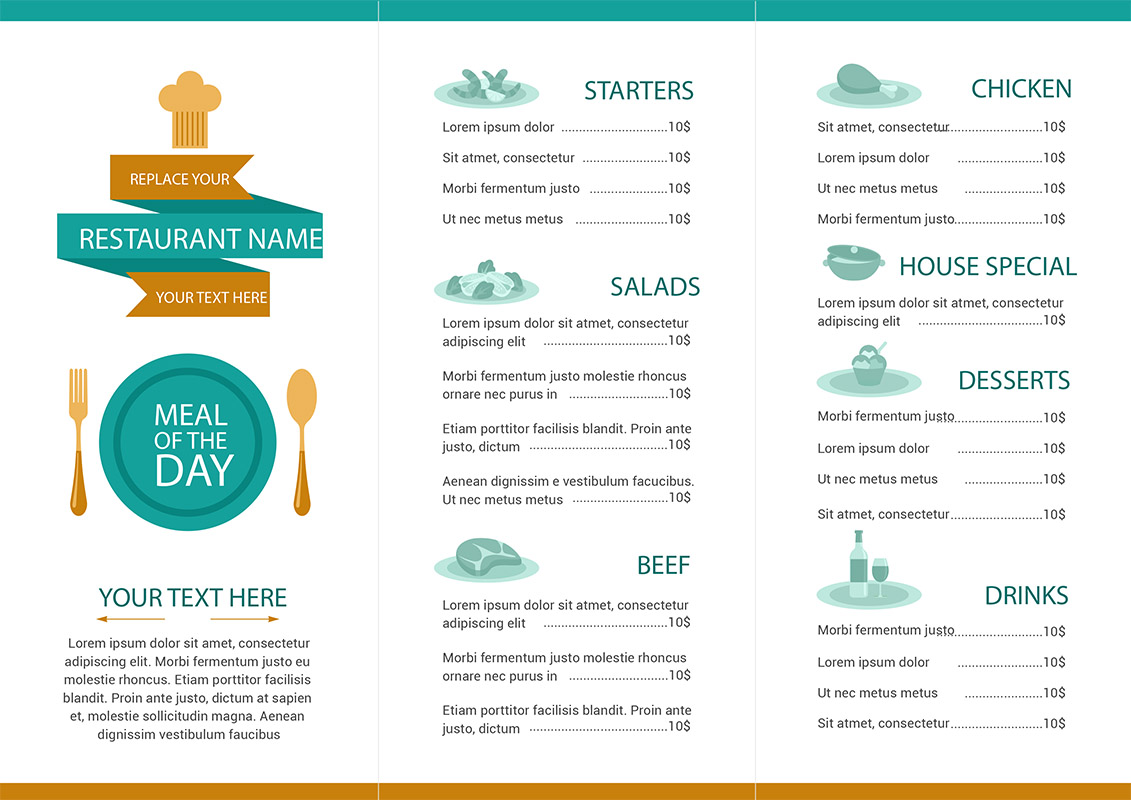 REPLACE YOUR
RESTAURANT NAME
YOUR TEXT HERE
MEAL
OF THE
DAY
YOUR TEXT HERE
Lorem ipsum dolor sit amet, consectetur
adipiscing elit. Morbi fermentum justo eu
molestie rhoncus. Etiam porttitor facilisis
blandit. Proin ante justo, dictum at sapien
et, molestie sollicitudin magna. Aenean
dignissim vestibulum faucibus
STARTERS
Lorem ipsum dolor ............................10$
Sit atmet, consectetur ......................10$
Morbi fermentum justo ....................10$
Ut nec metus metus ........................10$
SALADS
Lorem ipsum dolor sit atmet, consectetur
adipiscing elit ................................10$
Morbi fermentum justo molestie rhoncus
ornare nec purus in ..........................10$
Etiam porttitor facilisis blandit. Proin ante
justo, dictum ....................................10$
Aenean dignissim e vestibulum facucibus.
Ut nec metus metus .........................10$
BEEF
Lorem ipsum dolor sit atmet, consectetur
adipiscing elit ................................10$
Morbi fermentum justo molestie rhoncus
ornare nec purus in ..........................10$
Etiam porttitor facilisis blandit. Proin ante
justo, dictum ....................................10$
CHICKEN
Sit atmet, consectetur........................10$
Lorem ipsum dolor ......................10$
Ut nec metus metus ....................10$
Morbi fermentum justo.......................10$
HOUSE SPECIAL
Lorem ipsum dolor sit atmet, consectetur
adipiscing elit ................................10$
DESSERTS
Morbi fermentum justo.......................10$
Lorem ipsum dolor ......................10$
Ut nec metus metus ....................10$
Sit atmet, consectetur........................10$
DRINKS
Morbi fermentum justo.......................10$
Lorem ipsum dolor ......................10$
Ut nec metus metus ....................10$
Sit atmet, consectetur........................10$